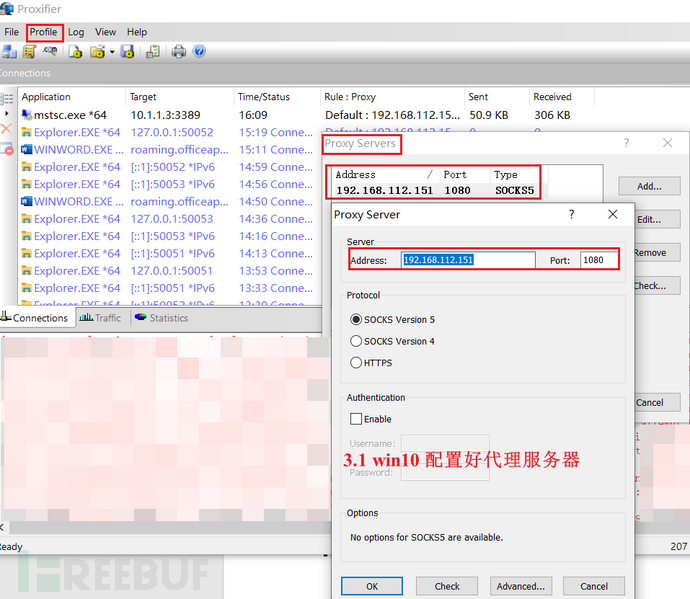 Proxifier
File Profile Log View Help
Connections
Application Target Time/Status Rule : Proxy Sent Received
mstsc.exe *64 10.1.1.3:3389 16:09 Default : 192.168.112.15... 50.9 KB 306 KB
Explorer.EXE *64 127.0.0.1:50052 15:19 Conne...
WINWORD.EXE ... roaming.officeap... 15:11 Conne...
Explorer.EXE *64 [::1]:50052 *IPv6 14:59 Conne...
Explorer.EXE *64 [::1]:50053 *IPv6 14:56 Conne...
WINWORD.EXE ... roaming.officeap... 14:54 Conne...
Explorer.EXE *64 127.0.0.1:50053 14:36 Conne...
Explorer.EXE *64 [::1]:50053 *IPv6 14:16 Conne...
Explorer.EXE *64 [::1]:50051 *IPv6 14:13 Conne...
Explorer.EXE *64 127.0.0.1:50051 13:53 Conne...
Explorer.EXE *64 [::1]:50051 *IPv6 13:33 Conne...
Connections Traffic Statistics
Proxy Servers ?
Address / Port Type
192.168.112.151 1080 SOCKS5
Add...
Edit...
Remove
Check...
Cancel
Proxy Server ?
Server
Address: 192.168.112.151 Port: 1080
Protocol
SOCKS Version 5
SOCKS Version 4
HTTPS
Authentication
Enable
Username:
3.1 win10 配置好代理服务器
Password:
Options
No options for SOCKS5 are available.
OK Check Advanced... Cancel
Ready
207
FREEBUF